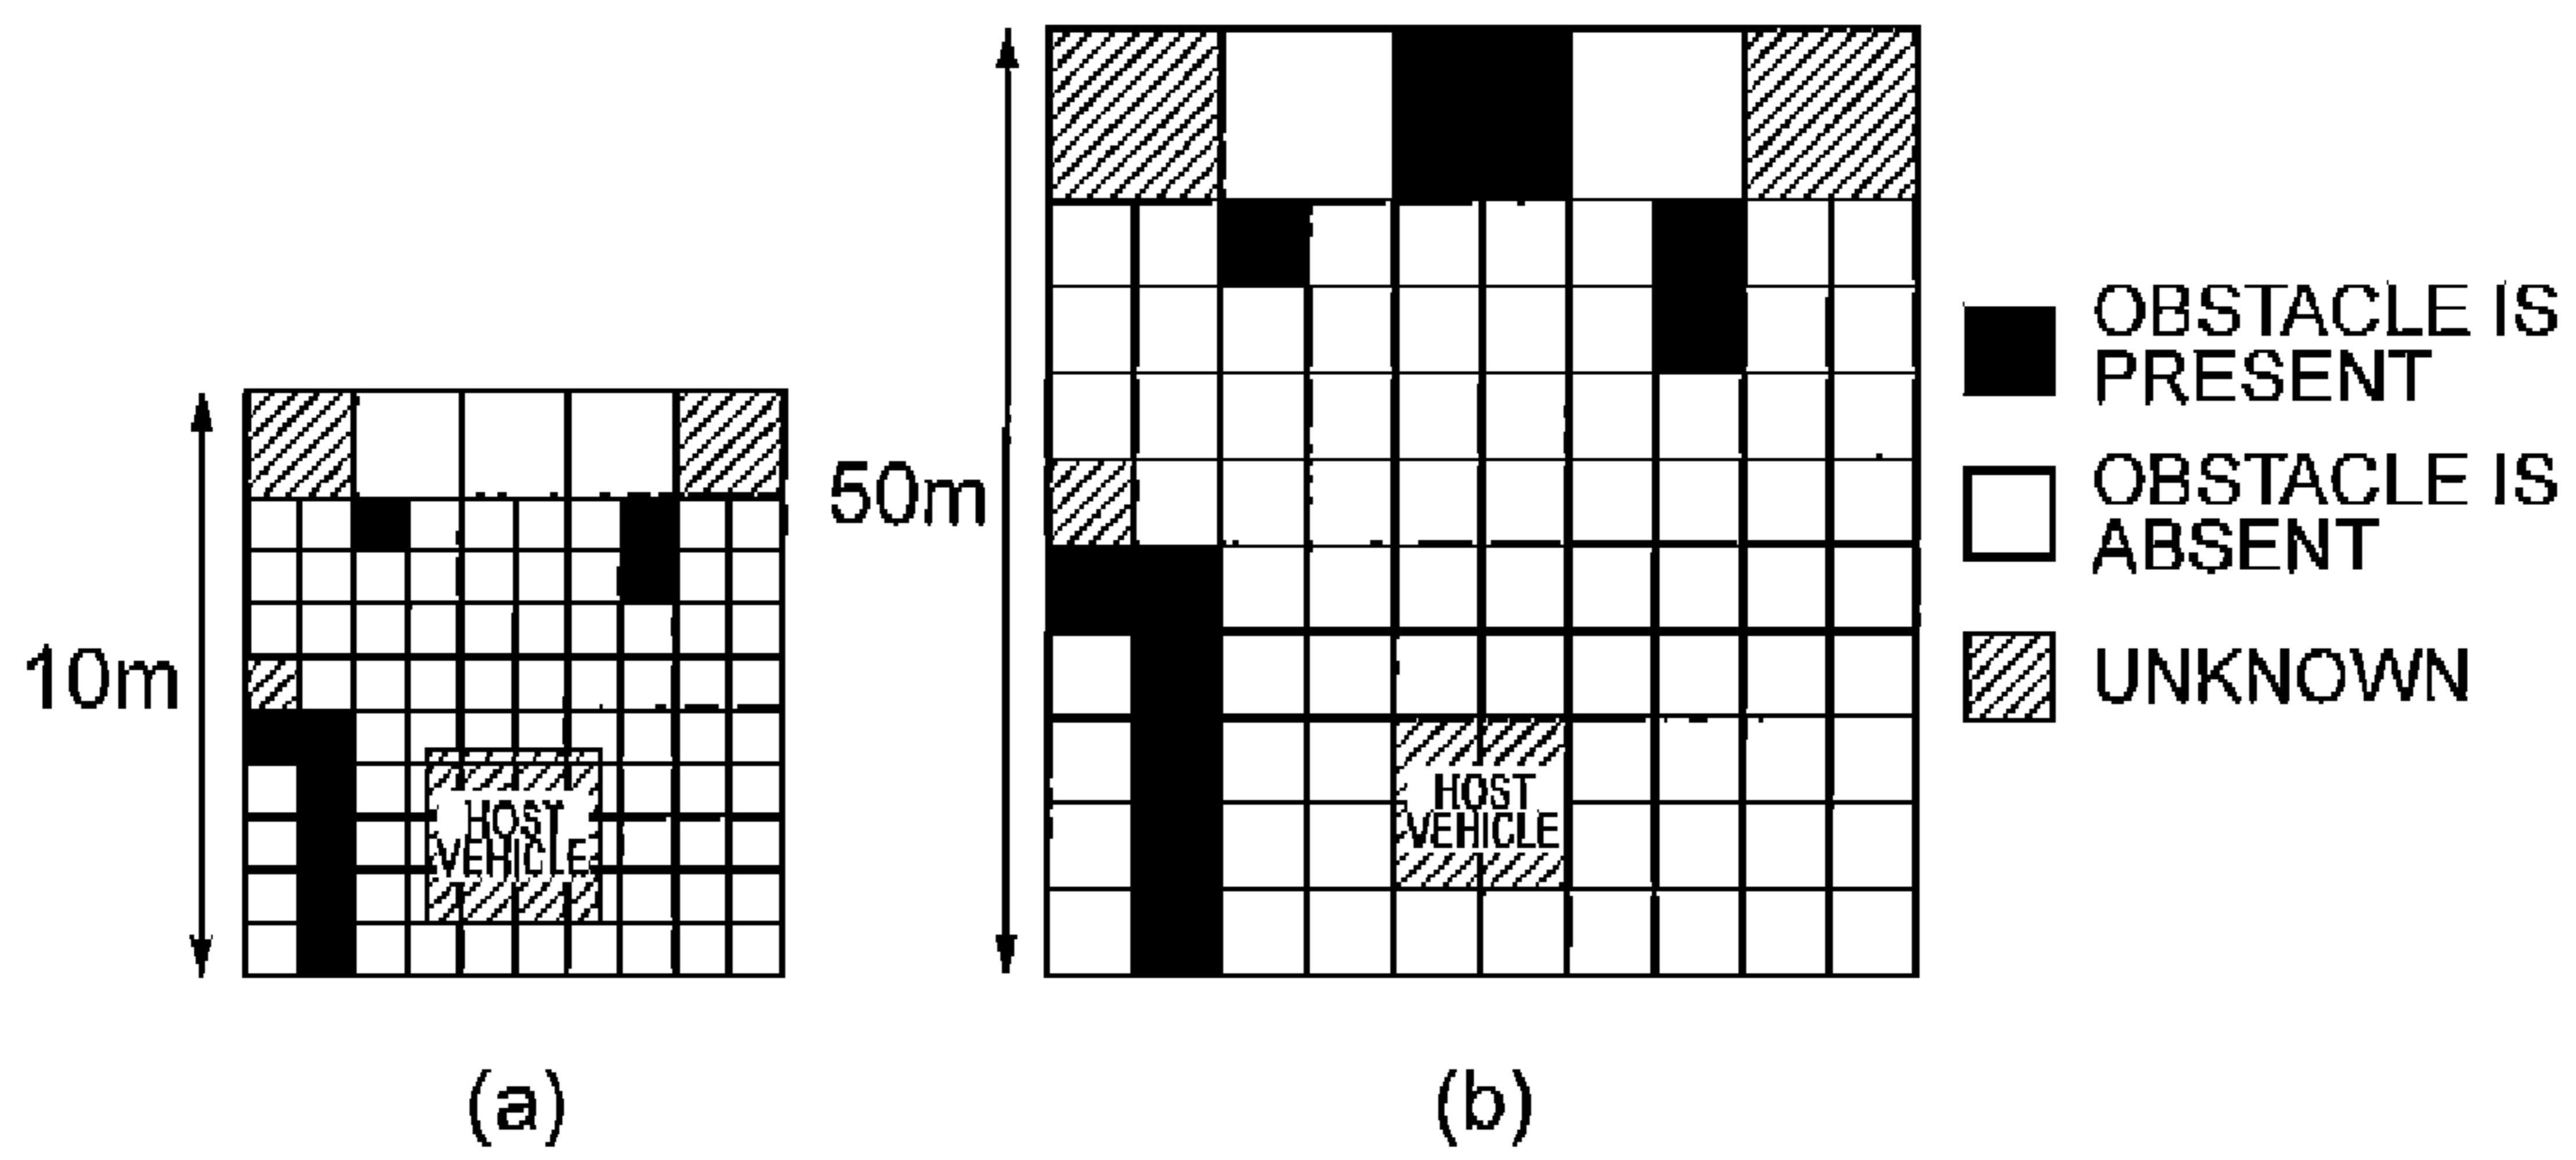 10m
HOST
VEHICLE
(a)
50m
HOST
VEHICLE
(b)
OBSTACLE IS
PRESENT
OBSTACLE IS
ABSENT
UNKNOWN